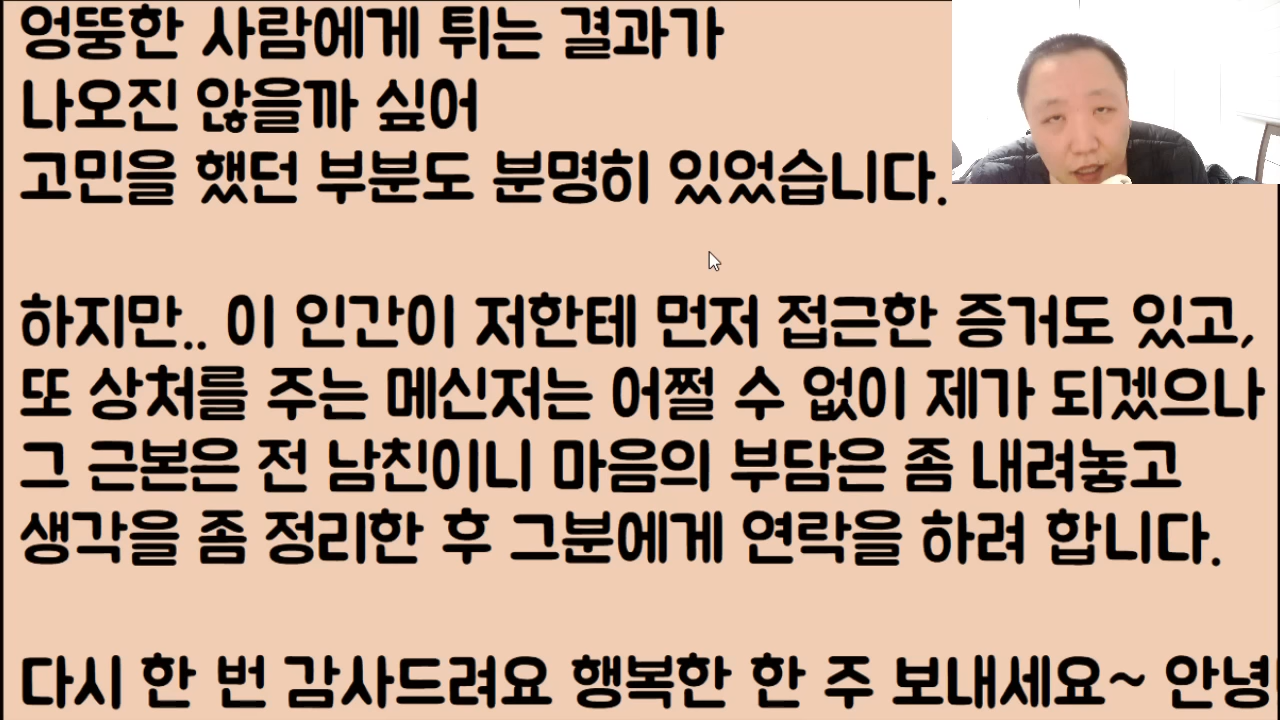 엉뚱한 사람에게 튀는 결과가
나오진 않을까 싶어
고민을 했던 부분도 분명히 있었습니다.
하지만.. 이 인간이 저한테 먼저 접근한 증거도 있고,
또 상처를 주는 메신저는 어쩔 수 없이 제가 되겠으나
그 근본은 전 남친이니 마음의 부담은 좀 내려놓고
생각을 좀 정리한 후 그분에게 연락을 하려 합니다.
다시 한 번 감사드려요 행복한 한 주 보내세요~ 안녕